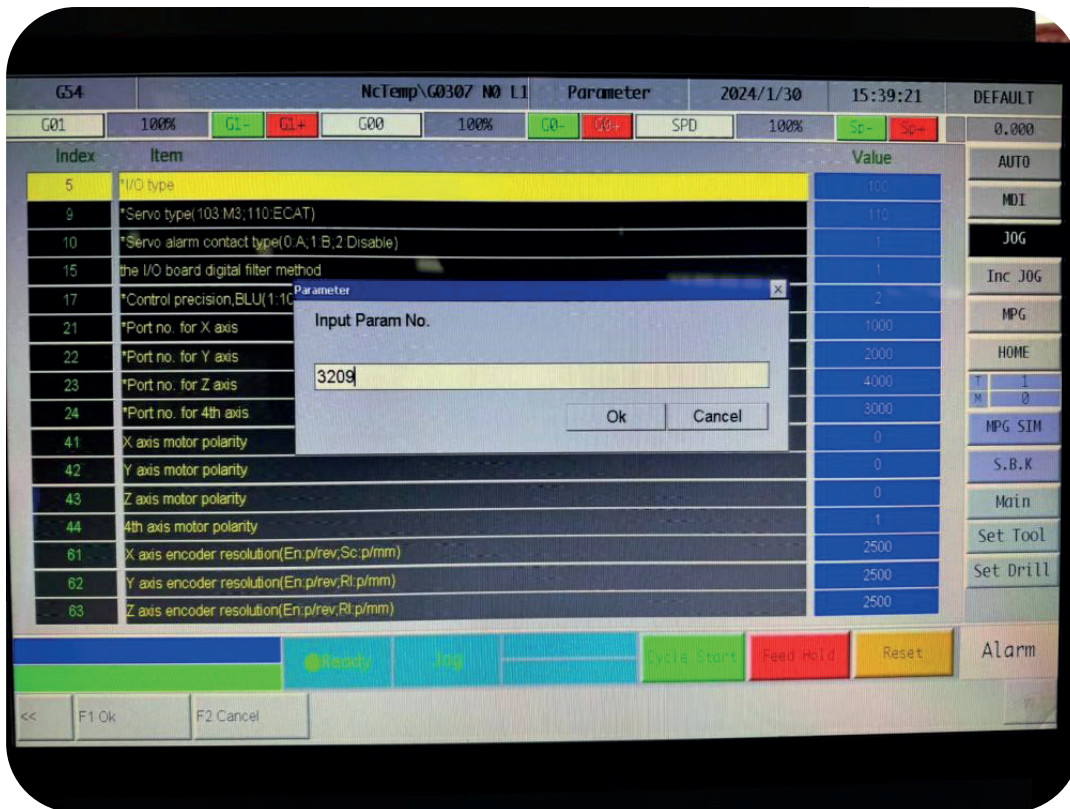 G54 NcTemp\G0307 N0 L1 Parameter 2024/1/30 15:39:21 DEFAULT
G01 100% G1- G1+ G00 100% G0- G0+ SPD 100% Sp- Sp+ 0.000
Index Item Value
AUTO
5 *I/O type 100
9 *Servo type(103:M3;110:ECAT) 110
MDI
10 *Servo alarm contact type(0:A,1:B,2:Disable) 1
JOG
15 the I/O board digital filter method 1
Inc JOG
17 *Control precision,BLU(1:10 2
MPG
21 *Port no. for X axis 1000
22 *Port no. for Y axis 2000
HOME
23 *Port no. for Z axis 4000
T 1
M 0
24 *Port no. for 4th axis 3000
MPG SIM
41 X axis motor polarity 0
42 Y axis motor polarity 0
S.B.K
43 Z axis motor polarity 0
Main
44 4th axis motor polarity 1
Set Tool
61 X axis encoder resolution(En:p/rev;Sc:p/mm) 2500
62 Y axis encoder resolution(En:p/rev;Rl:p/mm) 2500
Set Drill
63 Z axis encoder resolution(En:p/rev;Rl:p/mm) 2500
Parameter X
Input Param No.
3209
Ok Cancel
Ready Jog Cycle Start Feed Hold Reset Alarm
<< F1 Ok F2 Cancel